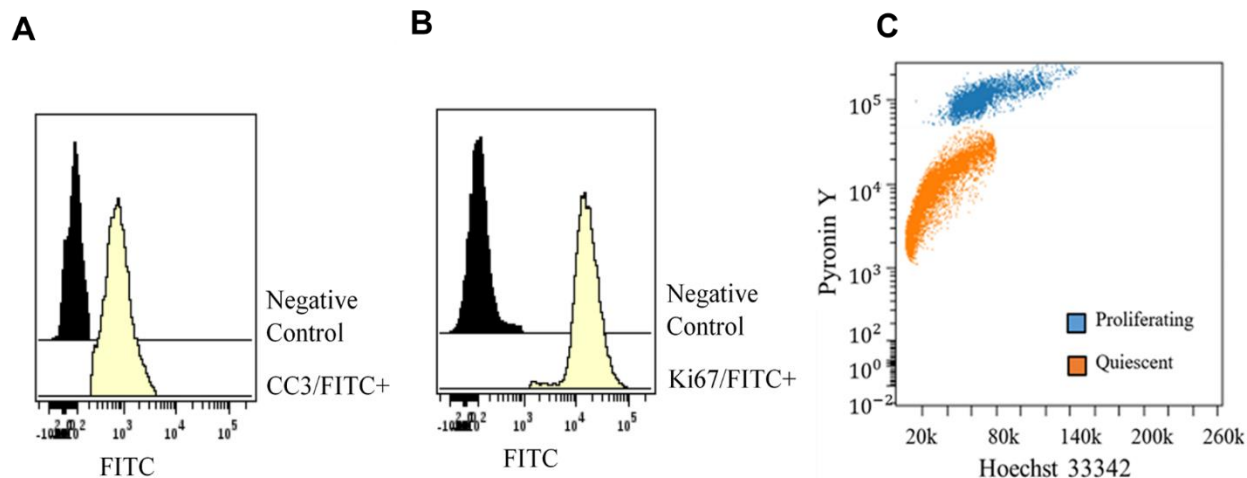 A
B
C
Negative
Control
CC3/FITC+
10³ 10⁴ 10⁵
FITC
Negative
Control
Ki67/FITC+
10³ 10⁴ 10⁵
FITC
Pyronin Y
10⁵
10⁴
10³
10²
10⁰
10⁻²
Proliferating
Quiescent
20k 80k 140k 200k 260k
Hoechst 33342